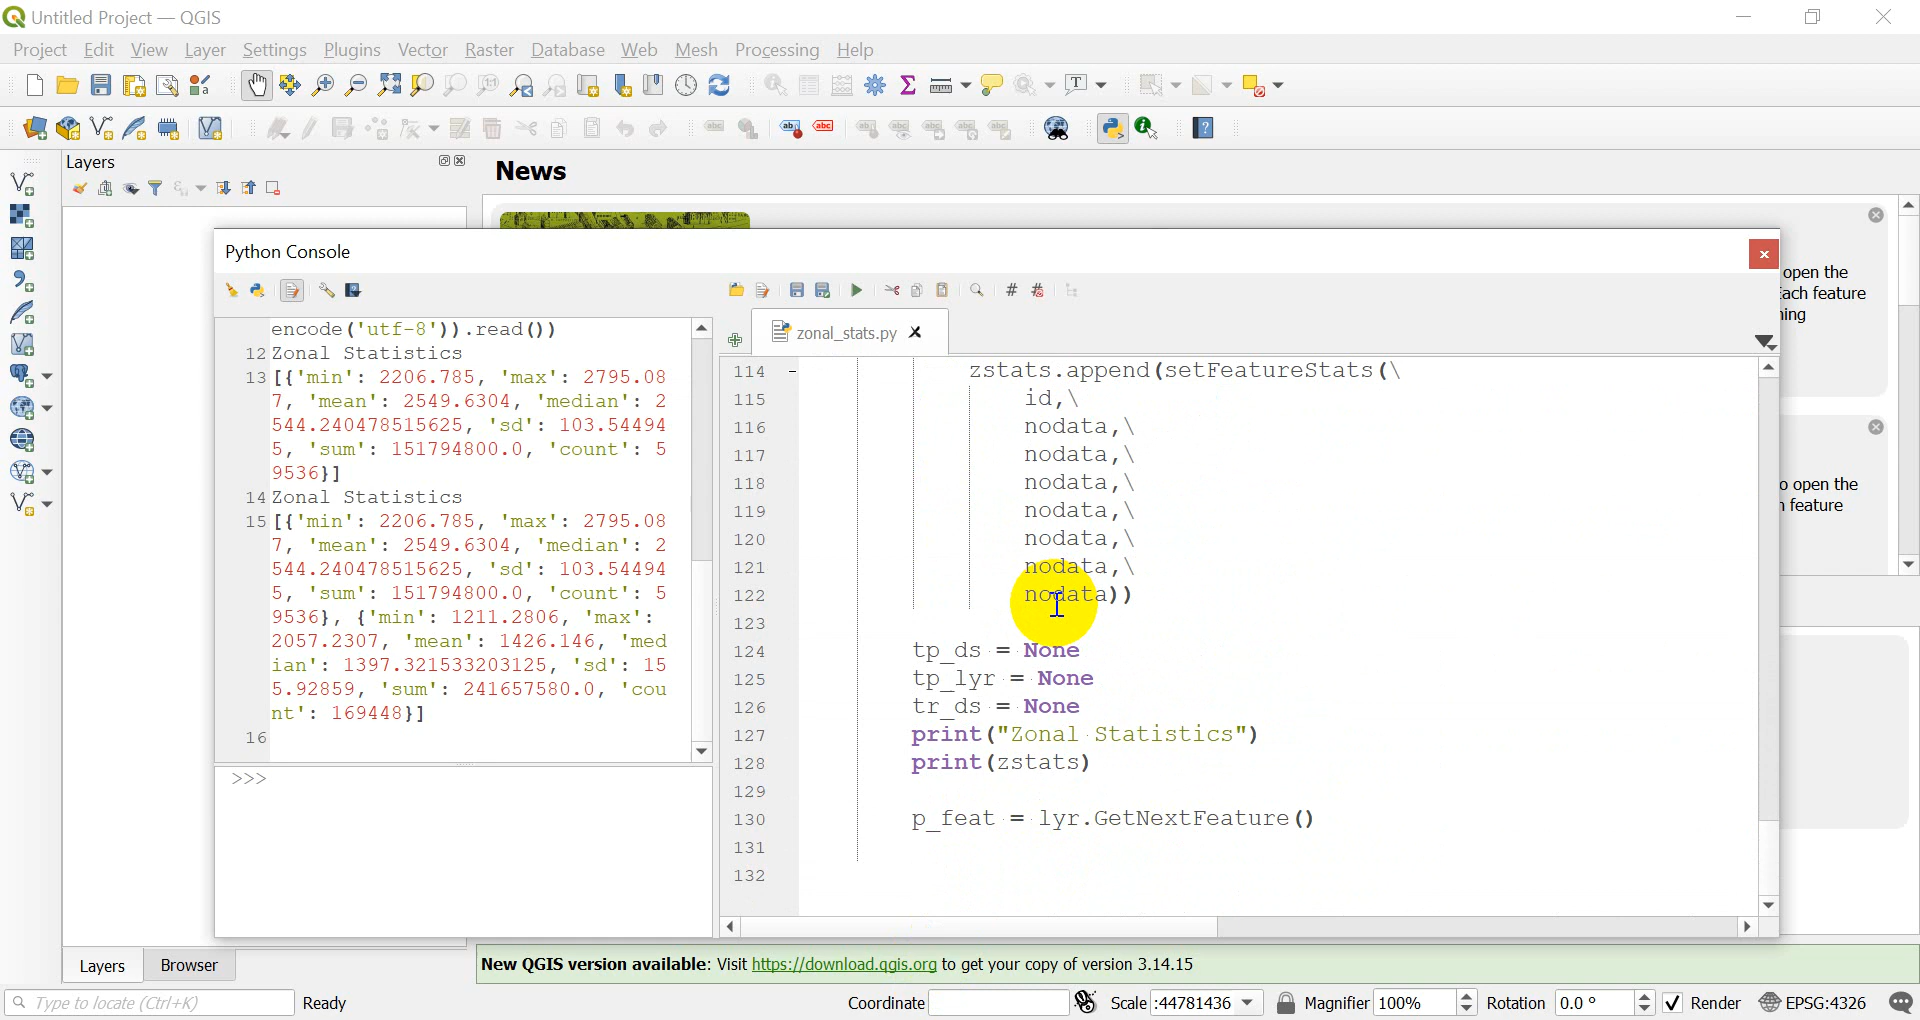 Untitled Project — QGIS
Project Edit View Layer Settings Plugins Vector Raster Database Web Mesh Processing Help
Layers
News
open the
Each feature
ing
Python Console
zonal_stats.py
encode('utf-8')).read())
12 Zonal Statistics
13 [{'min': 2206.785, 'max': 2795.08
7, 'mean': 2549.6304, 'median': 2
544.240478515625, 'sd': 103.54494
5, 'sum': 151794800.0, 'count': 5
9536}]
14 Zonal Statistics
15 [{'min': 2206.785, 'max': 2795.08
7, 'mean': 2549.6304, 'median': 2
544.240478515625, 'sd': 103.54494
5, 'sum': 151794800.0, 'count': 5
9536}, {'min': 1211.2806, 'max':
2057.2307, 'mean': 1426.146, 'med
ian': 1397.321533203125, 'sd': 15
5.92859, 'sum': 241657580.0, 'cou
nt': 169448}]
16
>>>
114 - zstats.append(setFeatureStats(\
115 id,\
116 nodata,\
117 nodata,\
118 nodata,\
119 nodata,\
120 nodata,\
121 nodata,\
122 nodata))
123
124 tp_ds = None
125 tp_lyr = None
126 tr_ds = None
127 print("Zonal Statistics")
128 print(zstats)
129
130 p_feat = lyr.GetNextFeature()
131
132
o open the
feature
Layers Browser
New QGIS version available: Visit https://download.qgis.org to get your copy of version 3.14.15
Type to locate (Ctrl+K) Ready Coordinate Scale :44781436 Magnifier 100% Rotation 0.0 ° Render EPSG:4326